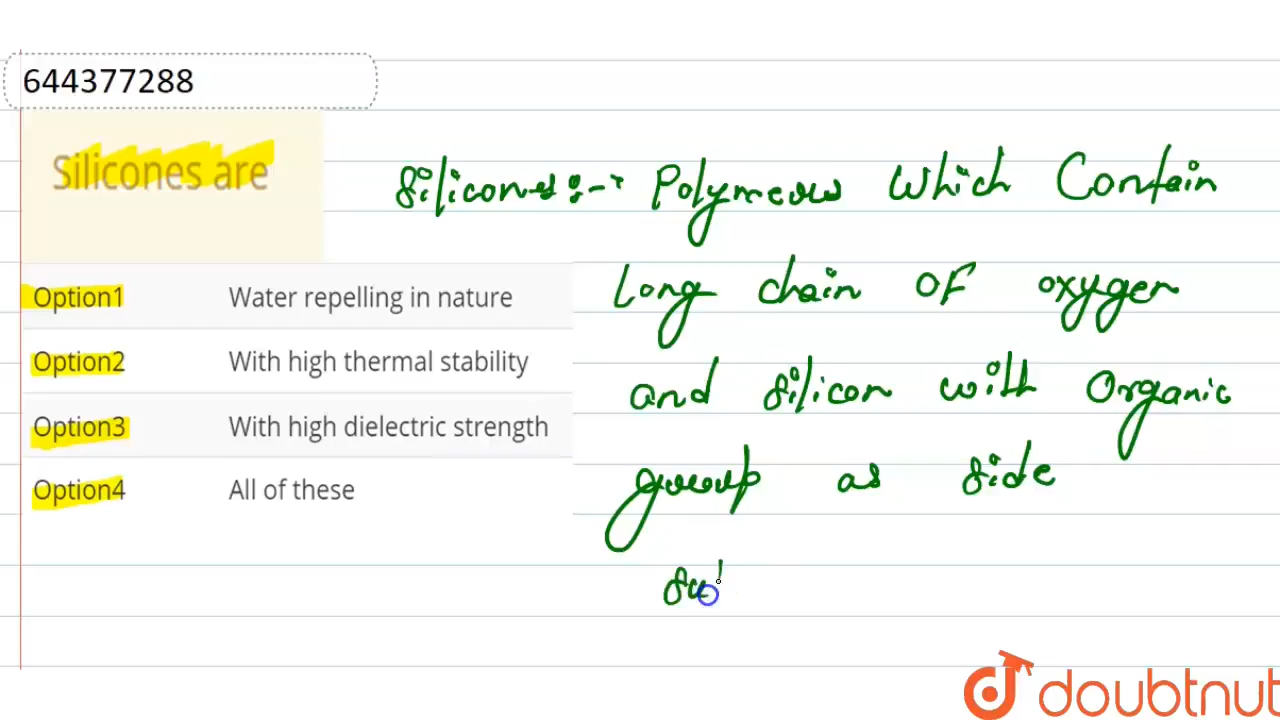 644377288
Silicones are
Silicones :- Polymers Which Contain
long chain OF oxygen
and silicon with Organic
group as side
Option1 Water repelling in nature
Option2 With high thermal stability
Option3 With high dielectric strength
Option4 All of these
doubtnut